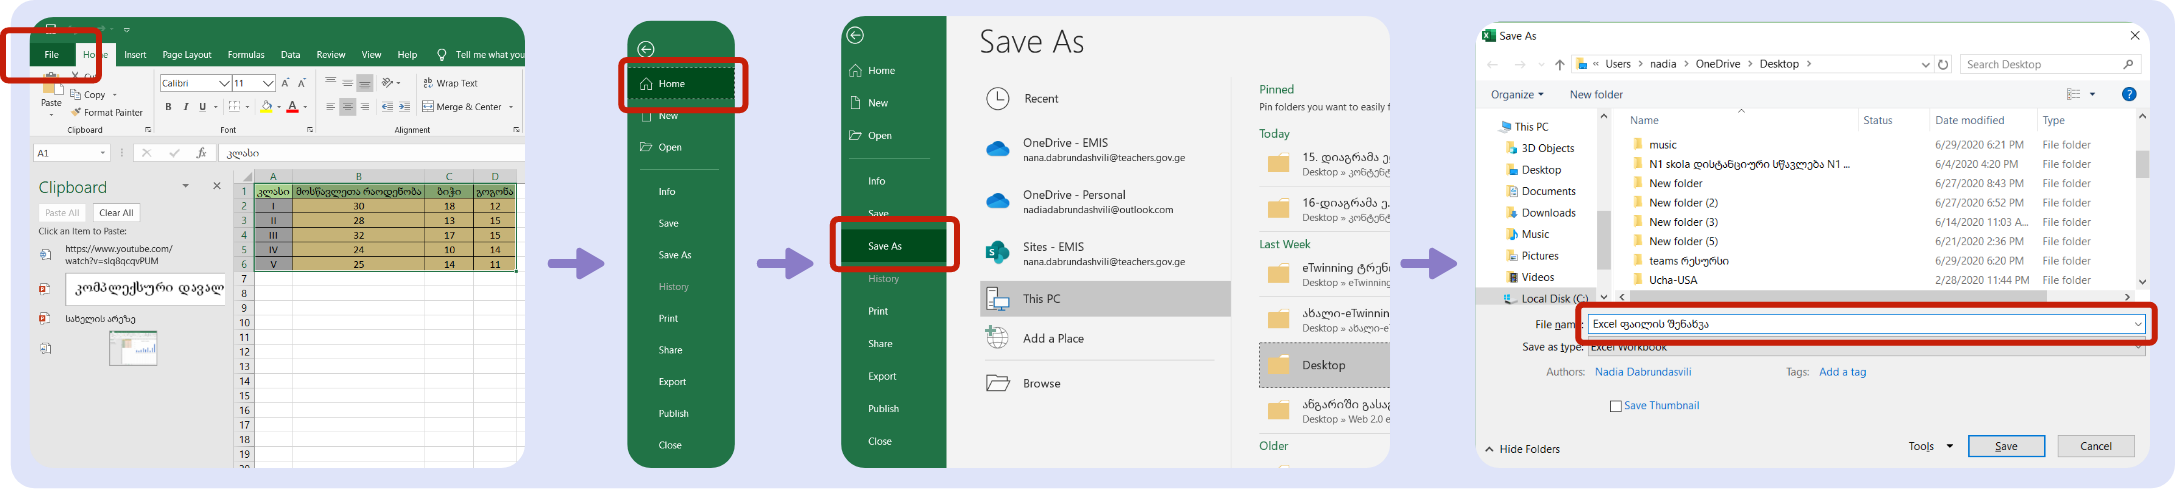 File Home Insert Page Layout Formulas Data Review View Help Tell me what you
Paste
Cut
Copy
Format Painter
Clipboard
Calibri 11
B I U
Font
Wrap Text
Merge & Center
Alignment
A1 fx კლასი
Clipboard
Paste All Clear All
Click an Item to Paste:
https://www.youtube.com/
watch?v=slq8qcqvPUM
კომპლექსური დავალ
სახელის არეზე
A B C D
1 კლასი მოსწავლეთა რაოდენობა ბიჭი გოგონა
2 I 30 18 12
3 II 28 13 15
4 III 32 17 15
5 IV 24 10 14
6 V 25 14 11
7
8
9
10
11
12
13
14
15
16
17
18
19
Home
New
Open
Info
Save
Save As
History
Print
Share
Export
Publish
Close
Home
New
Open
Info
Save
Save As
History
Print
Share
Export
Publish
Close
Save As
Recent
OneDrive - EMIS
nana.dabrundashvili@teachers.gov.ge
OneDrive - Personal
nadiadabrundashvili@outlook.com
Sites - EMIS
nana.dabrundashvili@teachers.gov.ge
This PC
Add a Place
Browse
Pinned
Pin folders you want to easily f
Today
15. დიაგრამა ე
Desktop » კონტენტ
16-დიაგრამა ე.
Desktop » კონტენტ
Last Week
eTwinning ტრენი
Desktop » eTwinning
ახალი-eTwinning
Desktop » ახალი-eT
Desktop
ანგარიში გასაგ
Desktop » Web 2.0 e
Older
Save As
« Users › nadia › OneDrive › Desktop › Search Desktop
Organize New folder
This PC
3D Objects
Desktop
Documents
Downloads
Music
Pictures
Videos
Local Disk (C:)
Name Status Date modified Type
music 6/29/2020 6:21 PM File folder
N1 skola დისტანციური სწავლება N1 ... 6/4/2020 4:20 PM File folder
New folder 6/27/2020 8:43 PM File folder
New folder (2) 6/27/2020 6:52 PM File folder
New folder (3) 6/14/2020 11:03 A... File folder
New folder (5) 6/21/2020 2:36 PM File folder
teams რესურსი 6/29/2020 6:20 PM File folder
Ucha-USA 2/28/2020 11:44 PM File folder
File name: Excel ფაილის შენახვა
Save as type: Excel Workbook
Authors: Nadia Dabrundasvili Tags: Add a tag
Save Thumbnail
Hide Folders Tools Save Cancel